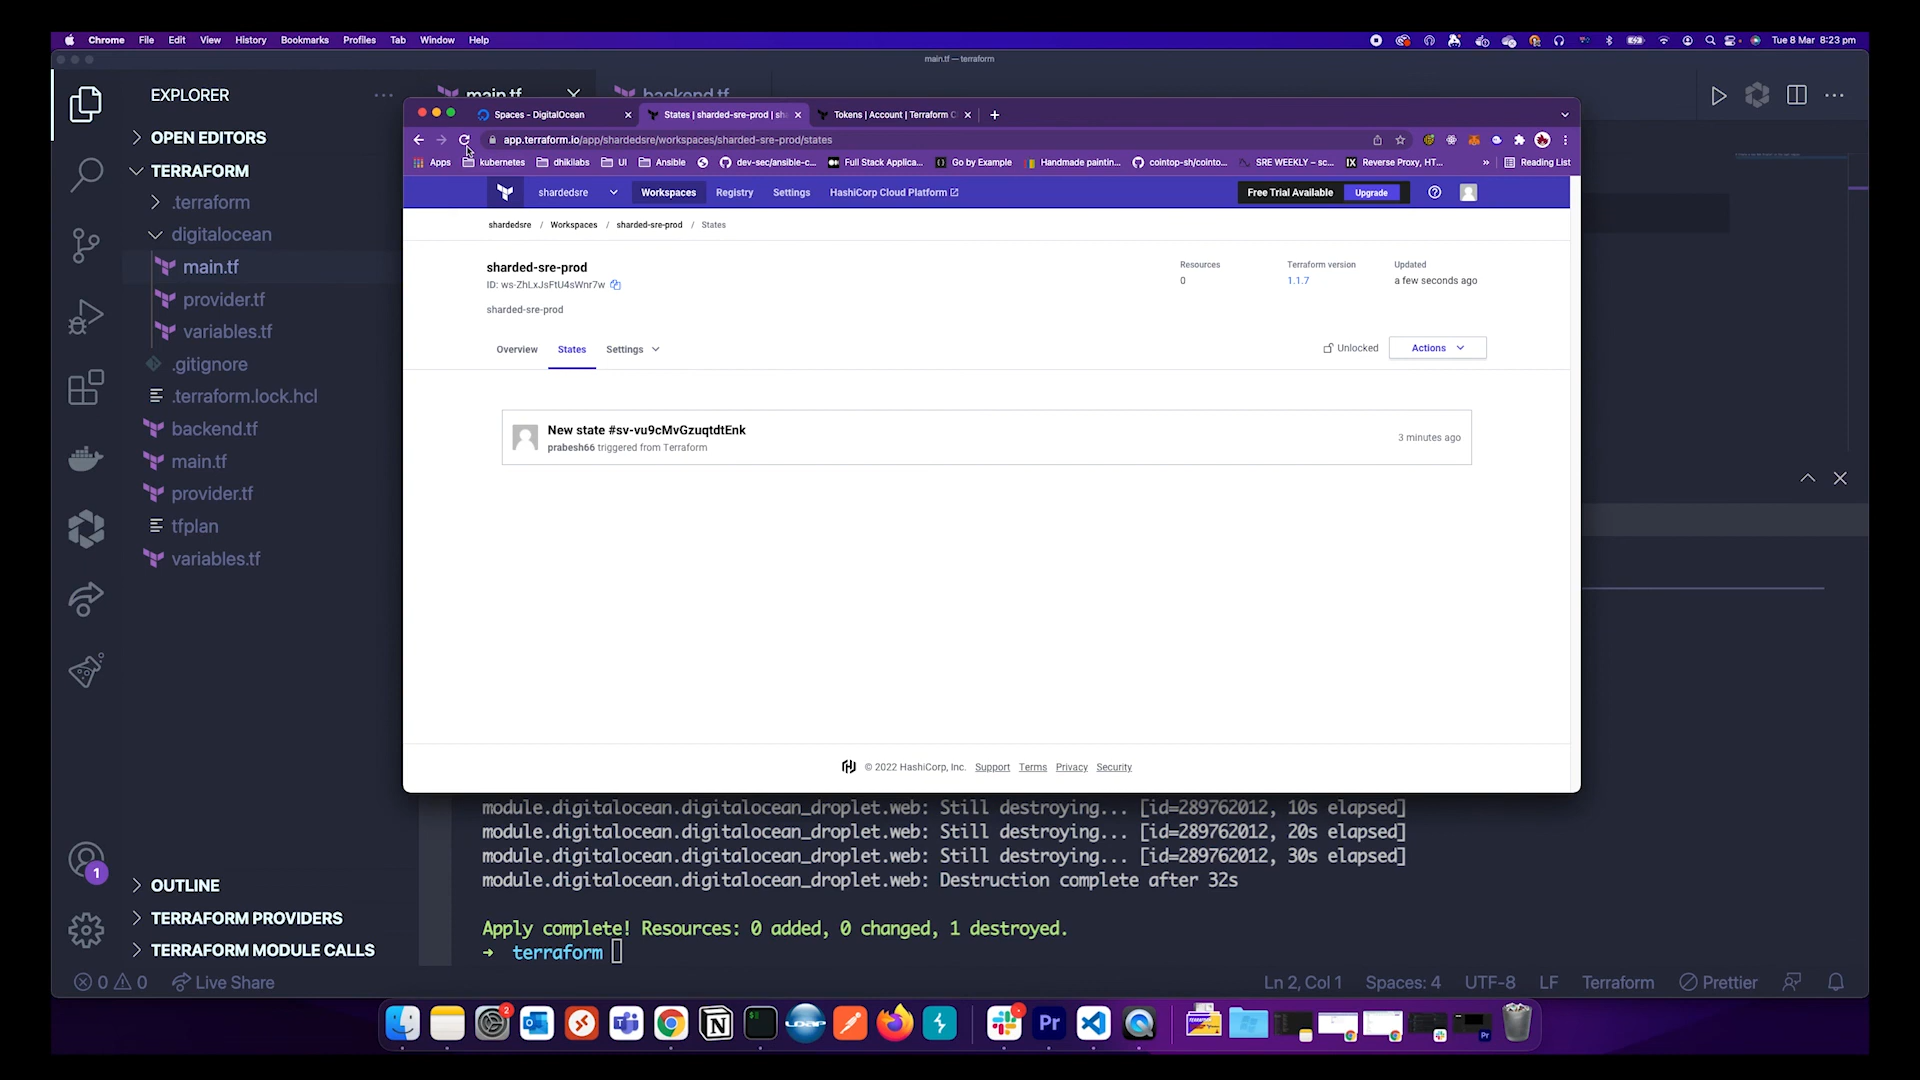 Chrome File Edit View History Bookmarks Profiles Tab Window Help
Tue 8 Mar 8:23 pm
main.tf — terraform
EXPLORER
main.tf
backend.tf
OPEN EDITORS
TERRAFORM
.terraform
digitalocean
main.tf
provider.tf
variables.tf
.gitignore
.terraform.lock.hcl
backend.tf
main.tf
provider.tf
tfplan
variables.tf
OUTLINE
TERRAFORM PROVIDERS
TERRAFORM MODULE CALLS
Spaces - DigitalOcean
States | sharded-sre-prod | sh
Tokens | Account | Terraform C
app.terraform.io/app/shardedsre/workspaces/sharded-sre-prod/states
Apps kubernetes dhikilabs UI Ansible dev-sec/ansible-c... Full Stack Applica... Go by Example Handmade paintin... cointop-sh/cointo... SRE WEEKLY – sc... IX Reverse Proxy, HT... » Reading List
shardedsre Workspaces Registry Settings HashiCorp Cloud Platform Free Trial Available Upgrade
shardedsre / Workspaces / sharded-sre-prod / States
sharded-sre-prod
ID: ws-ZhLxJsFtU4sWnr7w
sharded-sre-prod
Resources Terraform version Updated
0 1.1.7 a few seconds ago
Overview States Settings Unlocked Actions
New state #sv-vu9cMvGzuqtdtEnk
prabesh66 triggered from Terraform
3 minutes ago
© 2022 HashiCorp, Inc. Support Terms Privacy Security
module.digitalocean.digitalocean_droplet.web: Still destroying... [id=289762012, 10s elapsed]
module.digitalocean.digitalocean_droplet.web: Still destroying... [id=289762012, 20s elapsed]
module.digitalocean.digitalocean_droplet.web: Still destroying... [id=289762012, 30s elapsed]
module.digitalocean.digitalocean_droplet.web: Destruction complete after 32s
Apply complete! Resources: 0 added, 0 changed, 1 destroyed.
→ terraform
1
0 0 Live Share
Ln 2, Col 1 Spaces: 4 UTF-8 LF Terraform Prettier
2
LDAP
Pr